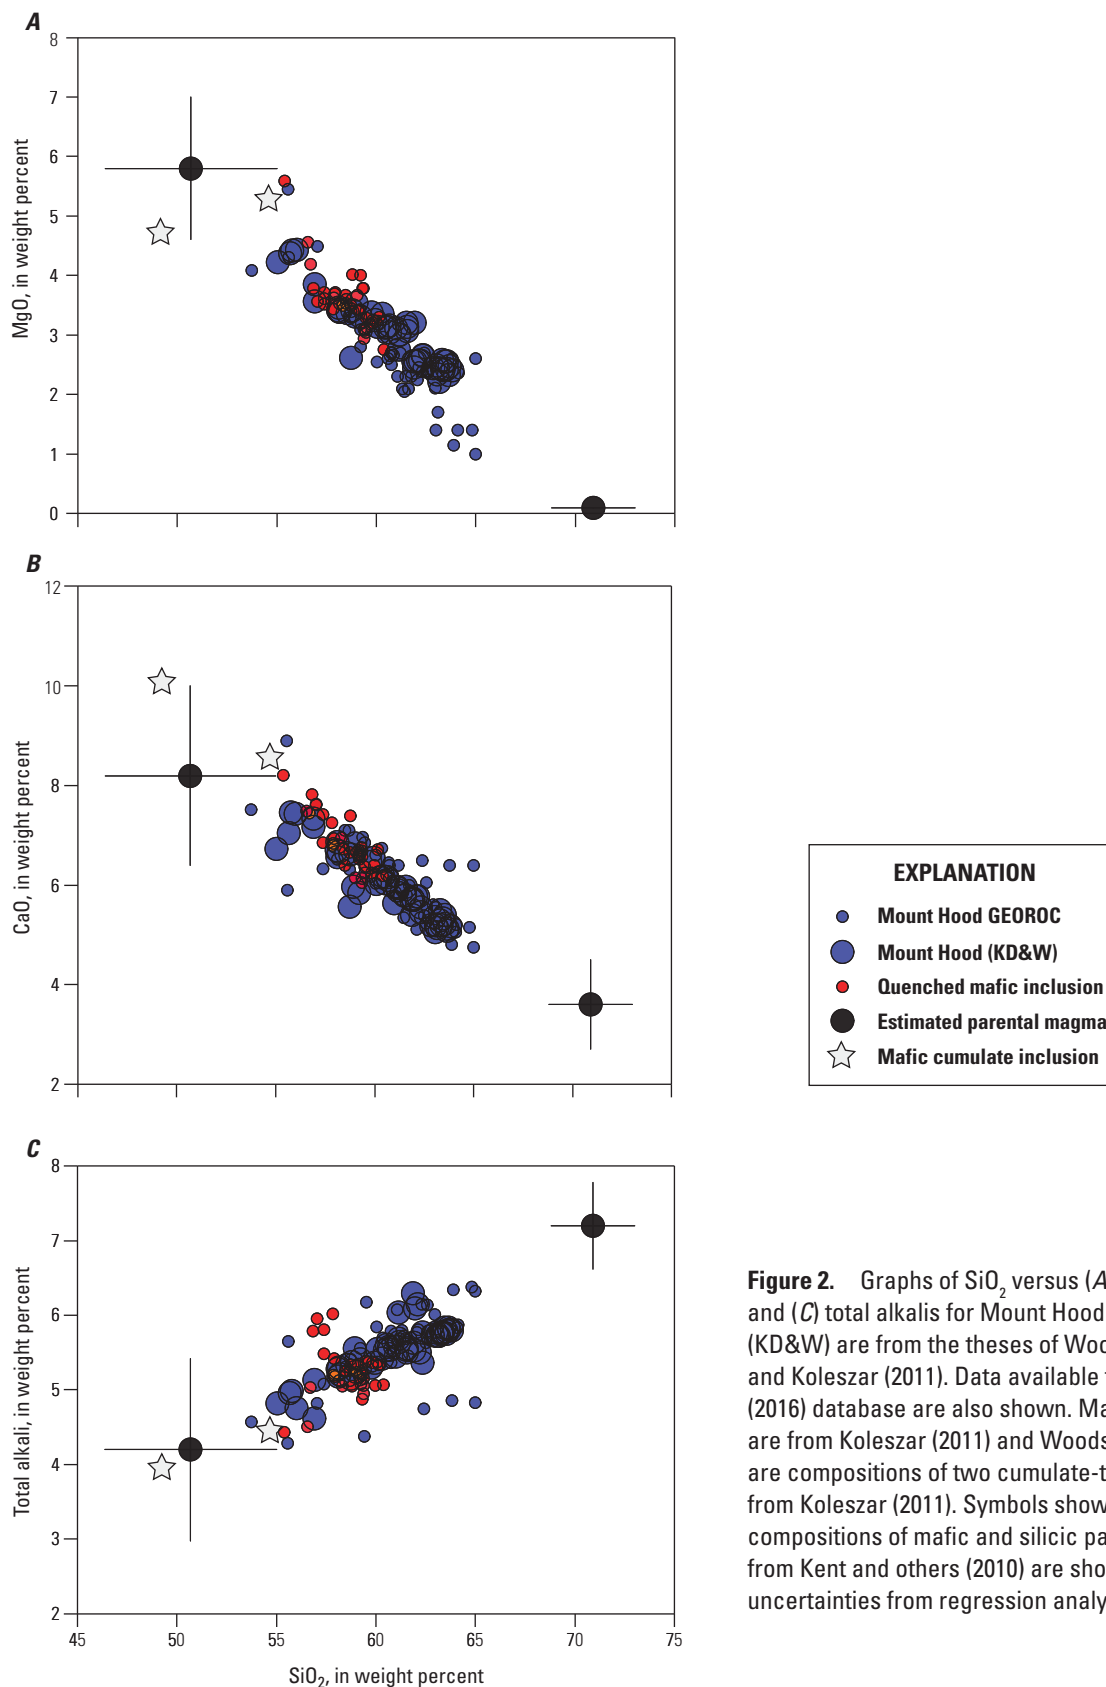 A
8
7
6
5
4
3
2
1
0
MgO, in weight percent
B
12
10
8
6
4
2
CaO, in weight percent
EXPLANATION
Mount Hood GEOROC
Mount Hood (KD&W)
Quenched mafic inclusion
Estimated parental magma
Mafic cumulate inclusion
C
8
7
6
5
4
3
2
Total alkali, in weight percent
45 50 55 60 65 70 75
SiO₂, in weight percent
Figure 2. Graphs of SiO₂ versus (A
and (C) total alkalis for Mount Hood
(KD&W) are from the theses of Woo
and Koleszar (2011). Data available
(2016) database are also shown. Ma
are from Koleszar (2011) and Woods
are compositions of two cumulate-t
from Koleszar (2011). Symbols show
compositions of mafic and silicic pa
from Kent and others (2010) are sho
uncertainties from regression analy